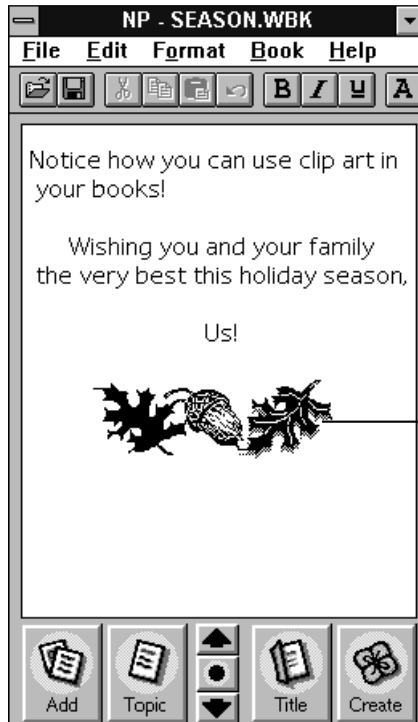 NP - SEASON.WBK
File Edit Format Book Help
B I U A
Notice how you can use clip art in
your books!
Wishing you and your family
the very best this holiday season,
Us!
Add Topic Title Create